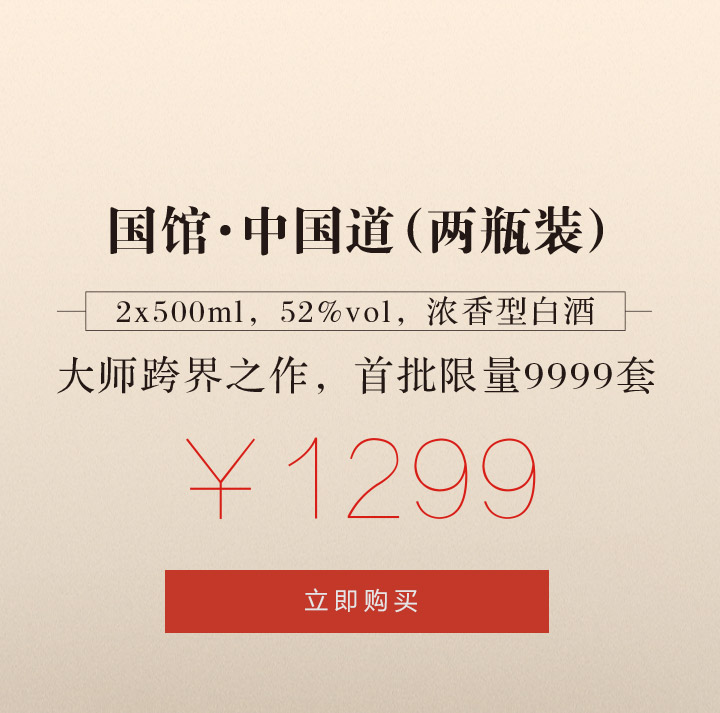 国馆·中国道(两瓶装)
2x500ml，52%vol，浓香型白酒
大师跨界之作，首批限量9999套
￥1299
立即购买